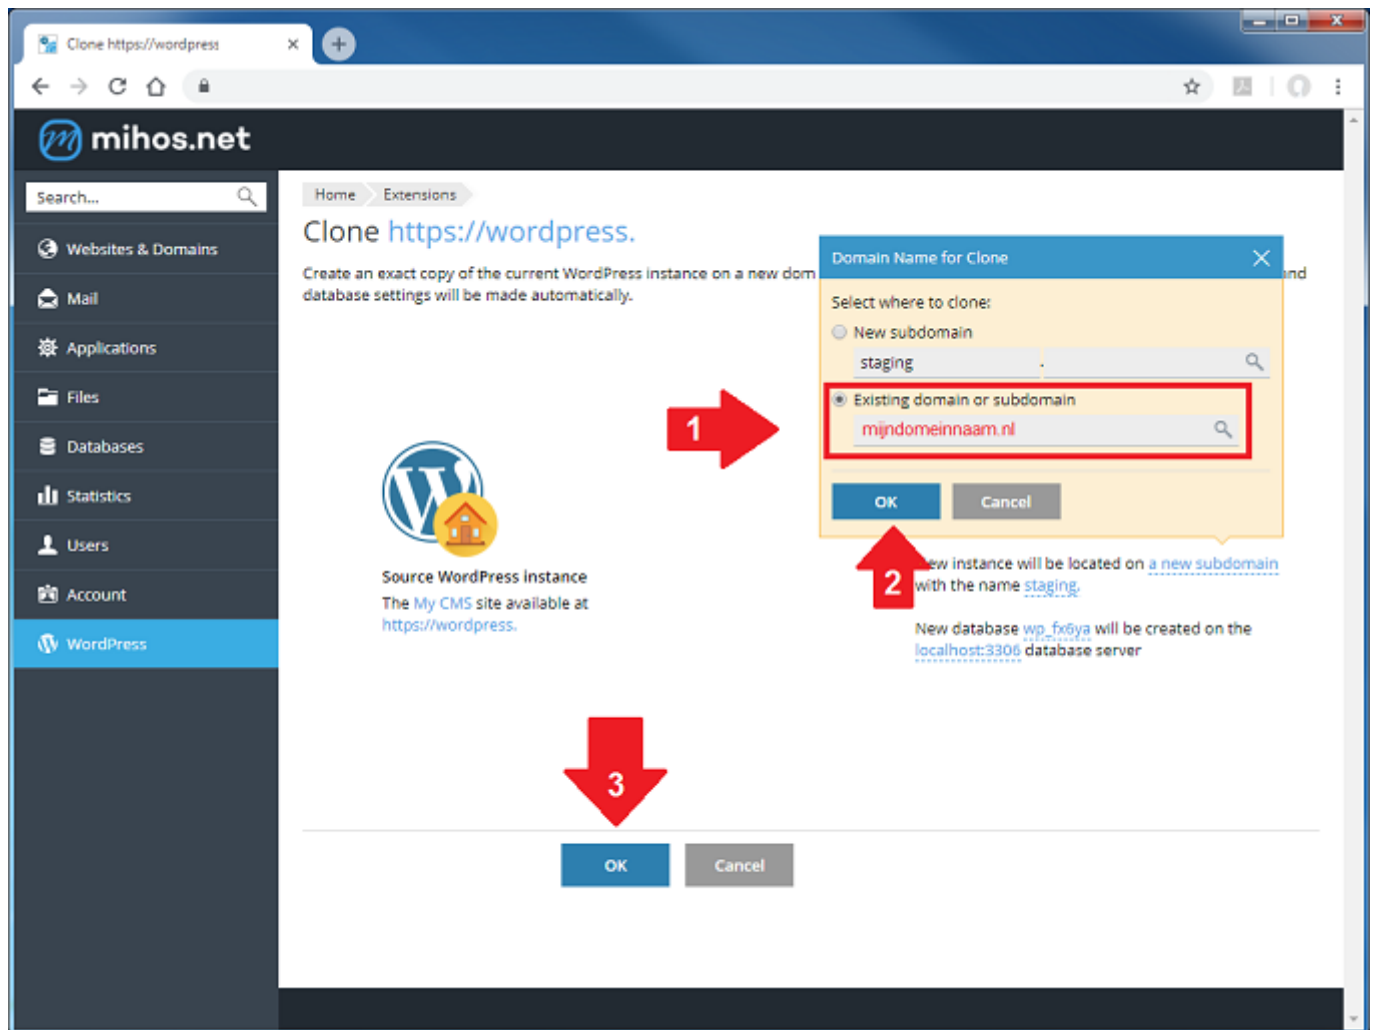 Clone https://wordpress
mihos.net
Search...
Home
Extensions
Websites & Domains
Mail
Applications
Files
Databases
Statistics
Users
Account
WordPress
Clone https://wordpress.
Create an exact copy of the current WordPress instance on a new dom
nd
database settings will be made automatically.
Domain Name for Clone
Select where to clone:
New subdomain
staging
.
Existing domain or subdomain
mijndomeinnaam.nl
OK
Cancel
1
2
Source WordPress instance
The My CMS site available at
https://wordpress.
ew instance will be located on a new subdomain
with the name staging.
New database wp_fx6ya will be created on the
localhost:3306 database server
3
OK
Cancel